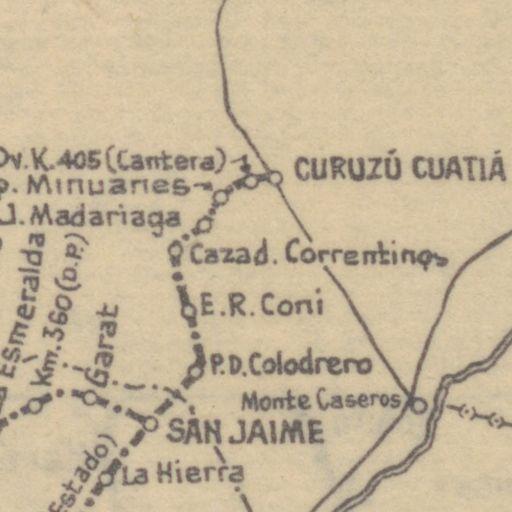 Dv.K.405 (Cantera)
CURUZÚ CUATIÁ
p. Minuanes
J. Madariaga
Cazad. Correntinos
E.R. Coni
Esmeralda
Km.360 (D.P.)
Garat
P.D. Colodrero
Monte Caseros
SAN JAIME
La Hierra
Estado)